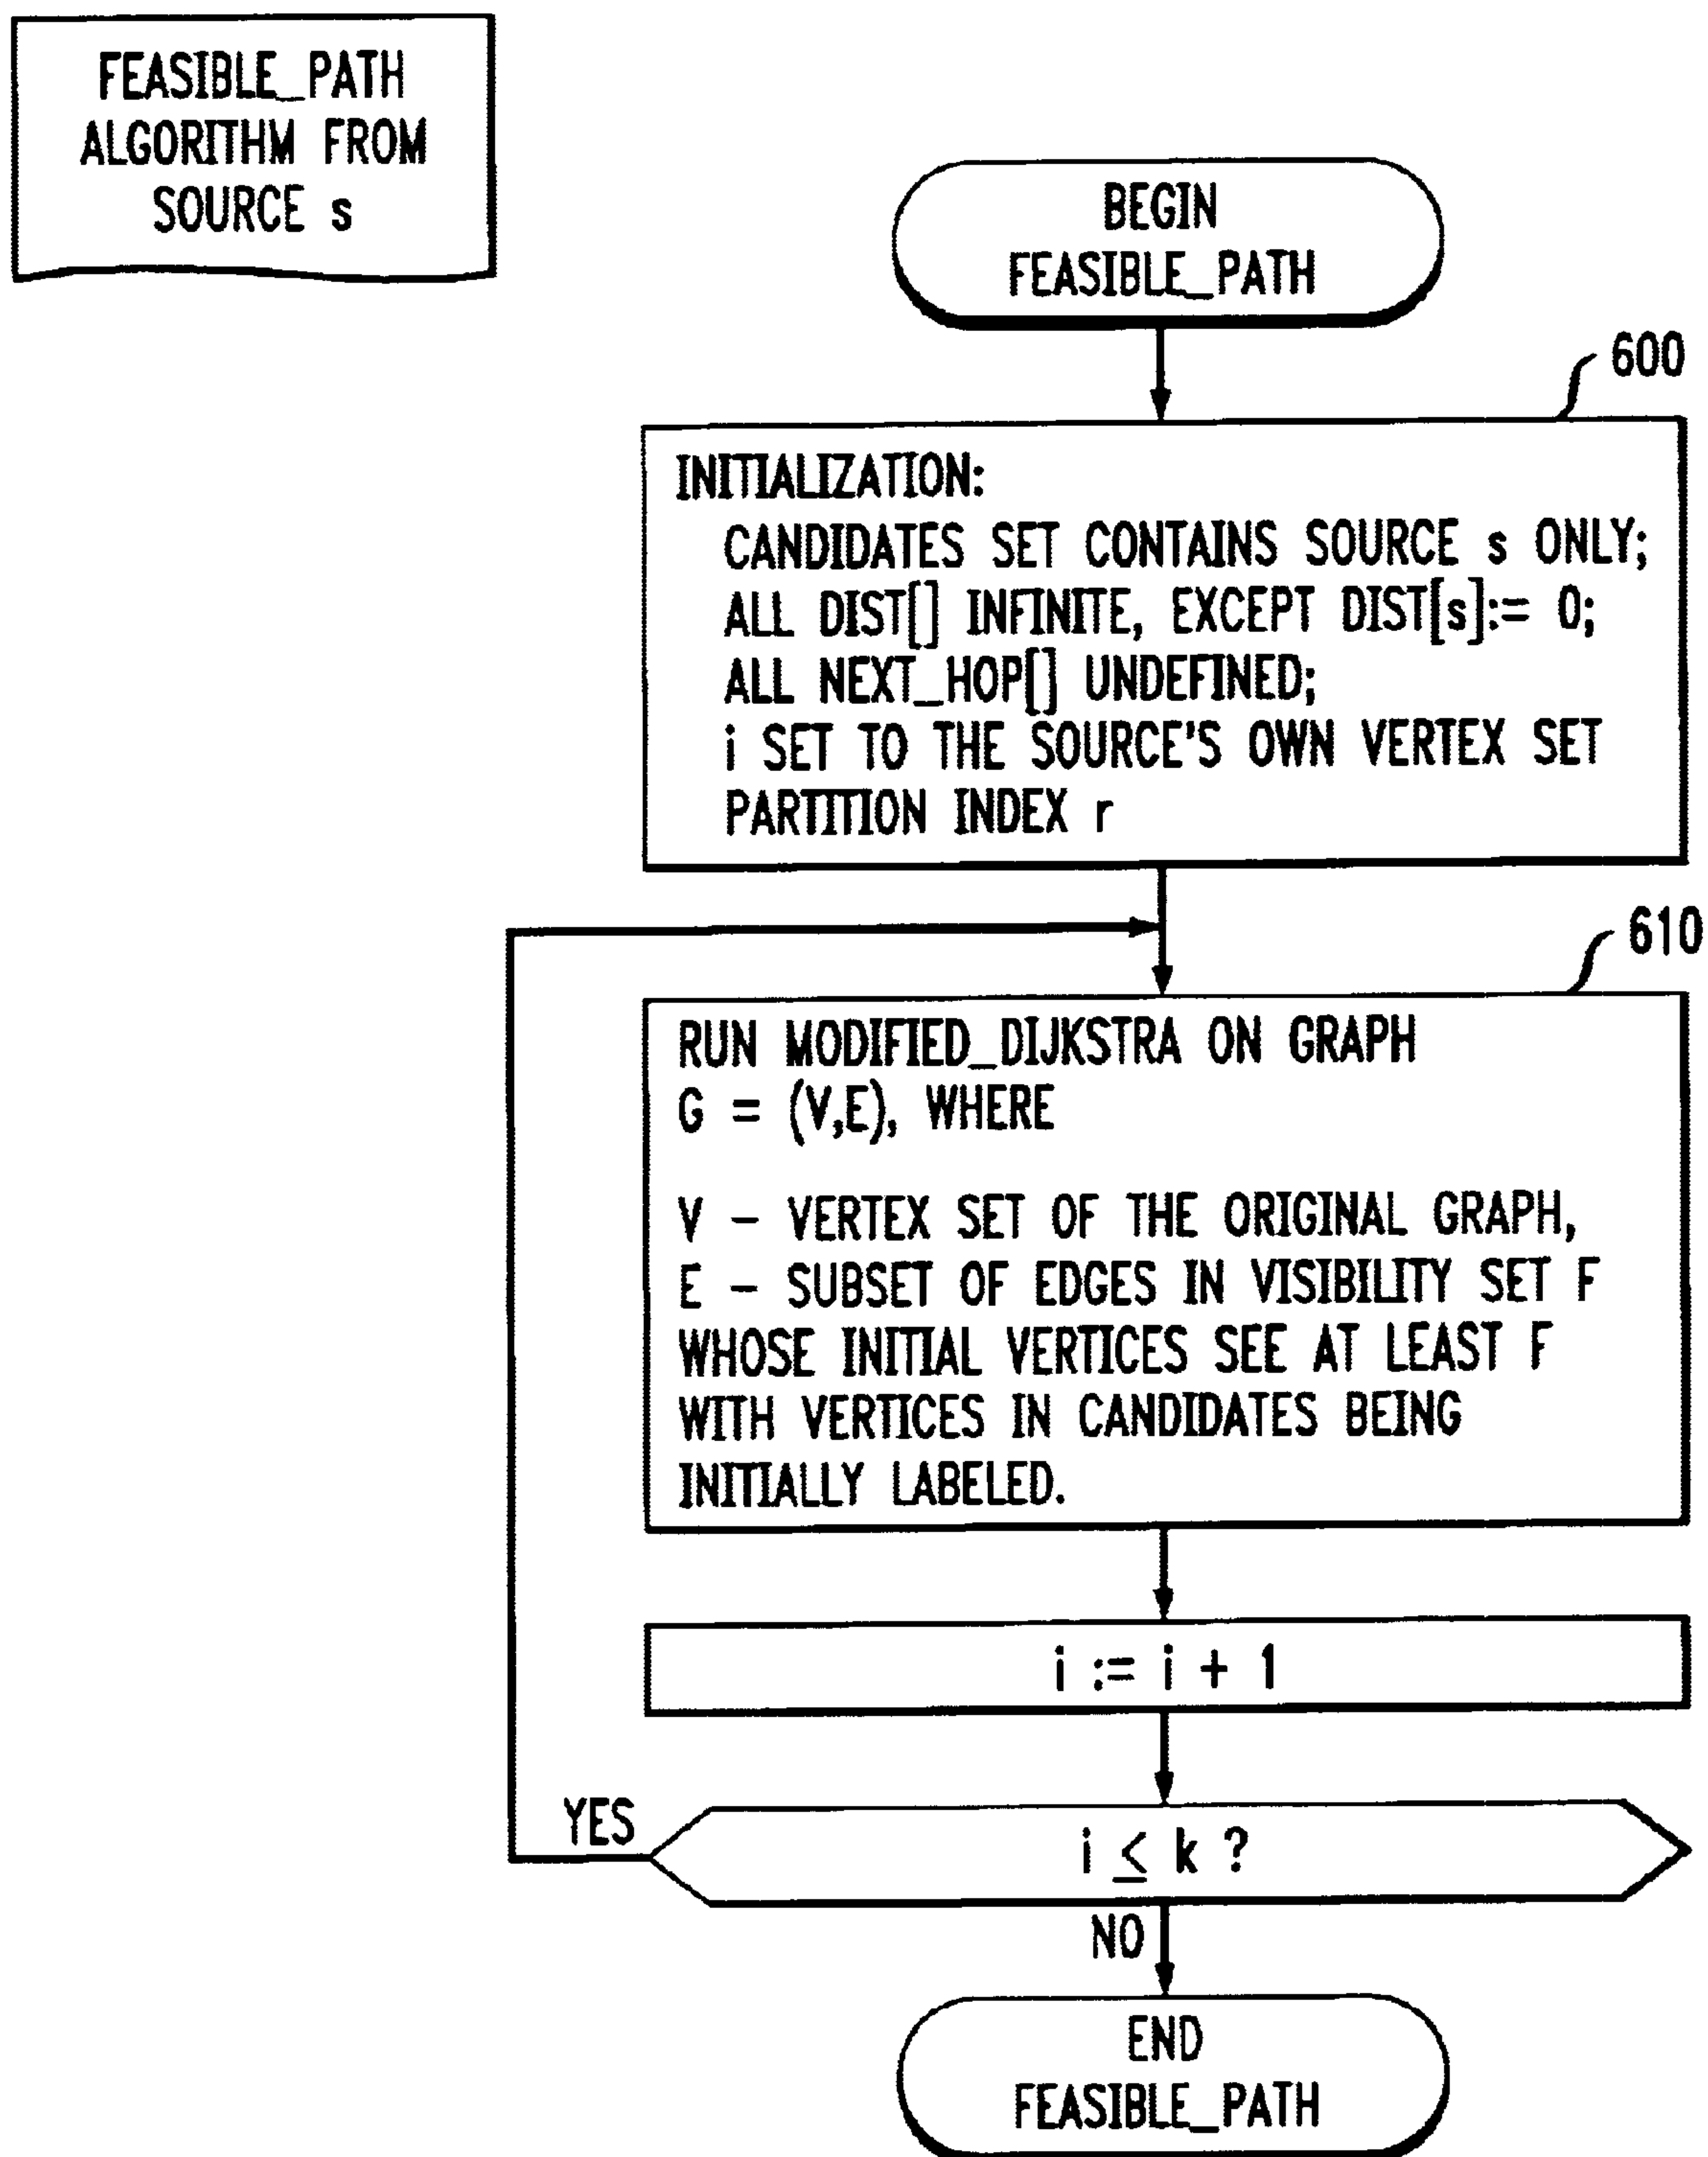 FEASIBLE_PATH
ALGORITHM FROM
SOURCE s
BEGIN
FEASIBLE_PATH
600
INITIALIZATION:
CANDIDATES SET CONTAINS SOURCE s ONLY;
ALL DIST[] INFINITE, EXCEPT DIST[s]:= 0;
ALL NEXT_HOP[] UNDEFINED;
i SET TO THE SOURCE'S OWN VERTEX SET
PARTITION INDEX r
610
RUN MODIFIED_DIJKSTRA ON GRAPH
G = (V,E), WHERE
V – VERTEX SET OF THE ORIGINAL GRAPH,
E – SUBSET OF EDGES IN VISIBILITY SET F
WHOSE INITIAL VERTICES SEE AT LEAST F
WITH VERTICES IN CANDIDATES BEING
INITIALLY LABELED.
i := i + 1
YES
i ≤ k ?
NO
END
FEASIBLE_PATH